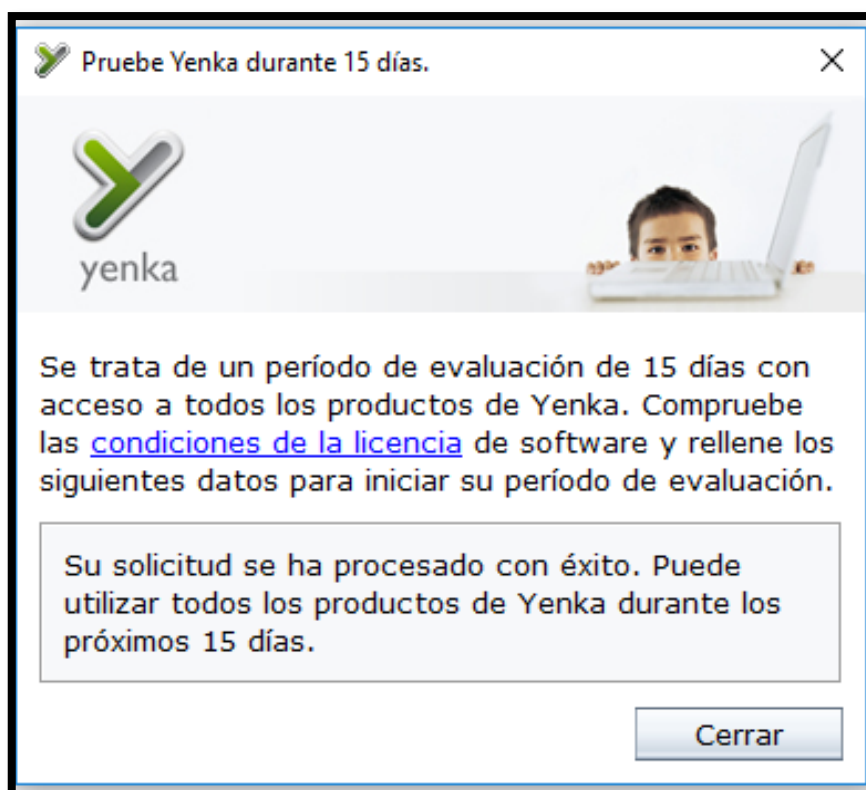 Pruebe Yenka durante 15 días.
yenka
Se trata de un período de evaluación de 15 días con
acceso a todos los productos de Yenka. Compruebe
las condiciones de la licencia de software y rellene los
siguientes datos para iniciar su período de evaluación.
Su solicitud se ha procesado con éxito. Puede
utilizar todos los productos de Yenka durante los
próximos 15 días.
Cerrar